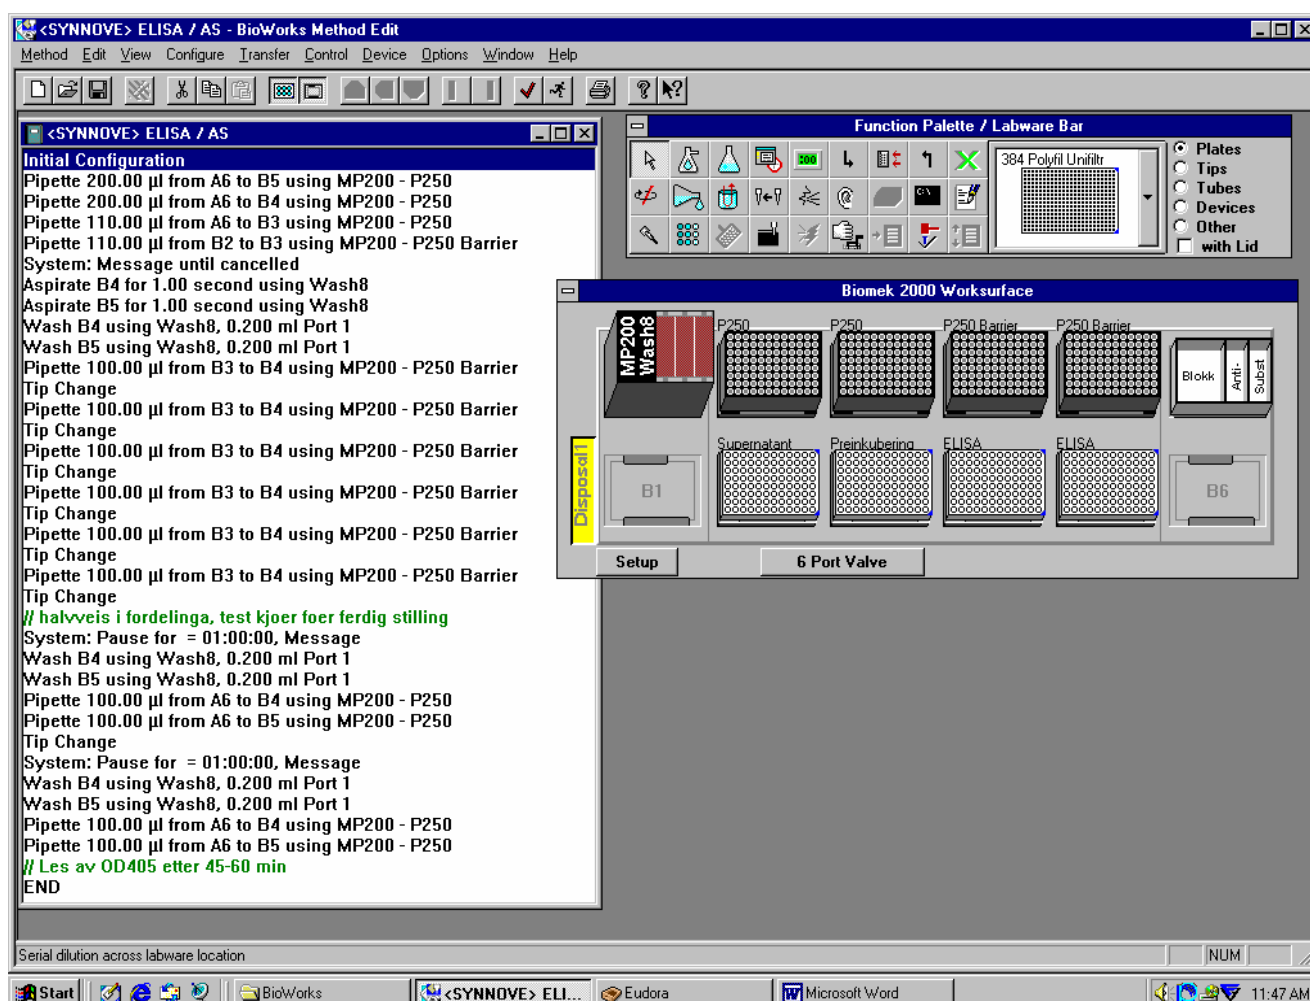 <SYNNOVE> ELISA / AS - BioWorks Method Edit
Method Edit View Configure Transfer Control Device Options Window Help
<SYNNOVE> ELISA / AS
Initial Configuration
Pipette 200.00 µl from A6 to B5 using MP200 - P250
Pipette 200.00 µl from A6 to B4 using MP200 - P250
Pipette 110.00 µl from A6 to B3 using MP200 - P250
Pipette 110.00 µl from B2 to B3 using MP200 - P250 Barrier
System: Message until cancelled
Aspirate B4 for 1.00 second using Wash8
Aspirate B5 for 1.00 second using Wash8
Wash B4 using Wash8, 0.200 ml Port 1
Wash B5 using Wash8, 0.200 ml Port 1
Pipette 100.00 µl from B3 to B4 using MP200 - P250 Barrier
Tip Change
Pipette 100.00 µl from B3 to B4 using MP200 - P250 Barrier
Tip Change
Pipette 100.00 µl from B3 to B4 using MP200 - P250 Barrier
Tip Change
Pipette 100.00 µl from B3 to B4 using MP200 - P250 Barrier
Tip Change
Pipette 100.00 µl from B3 to B4 using MP200 - P250 Barrier
Tip Change
Pipette 100.00 µl from B3 to B4 using MP200 - P250 Barrier
Tip Change
// halvveis i fordelinga, test kjoer foer ferdig stilling
System: Pause for = 01:00:00, Message
Wash B4 using Wash8, 0.200 ml Port 1
Wash B5 using Wash8, 0.200 ml Port 1
Pipette 100.00 µl from A6 to B4 using MP200 - P250
Pipette 100.00 µl from A6 to B5 using MP200 - P250
Tip Change
System: Pause for = 01:00:00, Message
Wash B4 using Wash8, 0.200 ml Port 1
Wash B5 using Wash8, 0.200 ml Port 1
Pipette 100.00 µl from A6 to B4 using MP200 - P250
Pipette 100.00 µl from A6 to B5 using MP200 - P250
// Les av OD405 etter 45-60 min
END
Function Palette / Labware Bar
:00
C:\
384 Polyfil Unifiltr
Plates
Tips
Tubes
Devices
Other
with Lid
Biomek 2000 Worksurface
MP200
Wash8
P250 P250 P250 Barrier P250 Barrier
Blokk Anti- Subst
Disposal1
Supernatant Preinkubering ELISA ELISA
B1 B6
Setup 6 Port Valve
Serial dilution across labware location NUM
Start BioWorks <SYNNOVE> ELI... Eudora Microsoft Word 11:47 AM